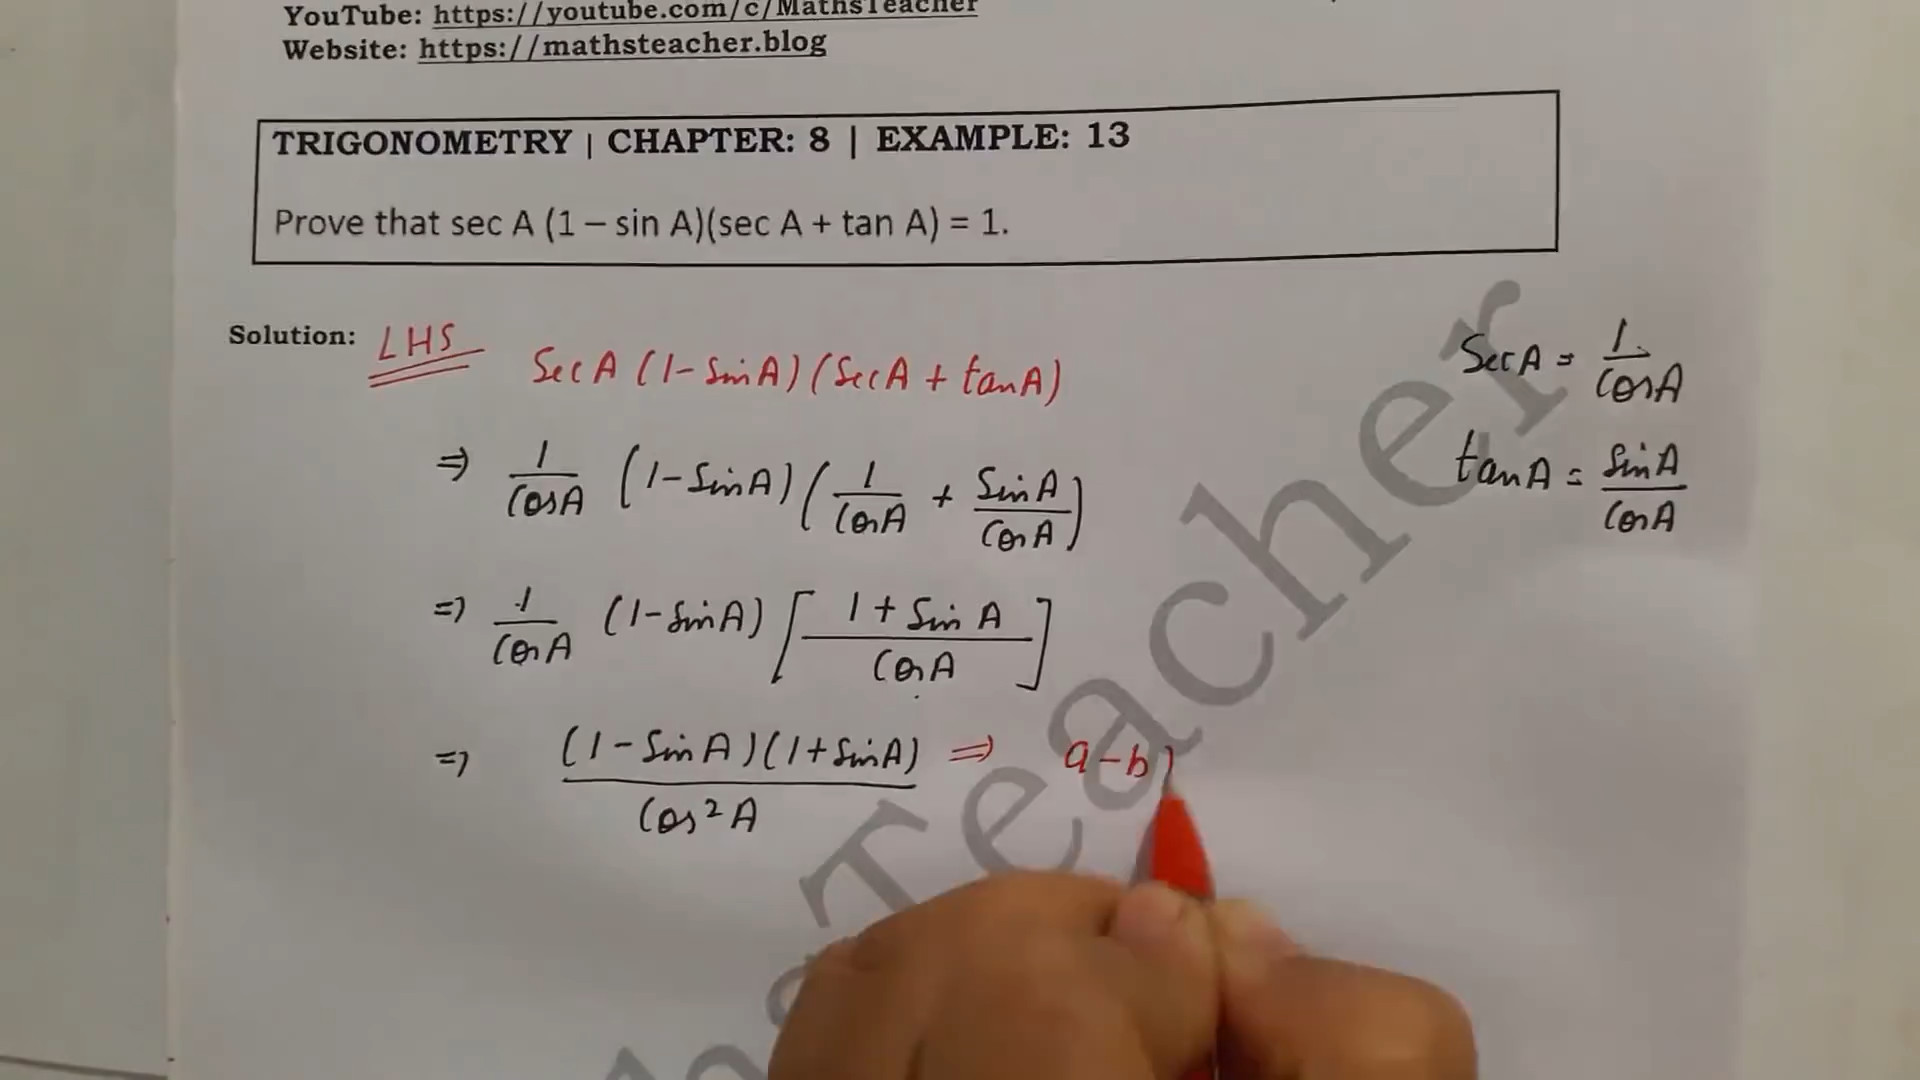 YouTube: https://youtube.com/c/MathsTeacher
Website: https://mathsteacher.blog
TRIGONOMETRY | CHAPTER: 8 | EXAMPLE: 13
Prove that sec A (1 – sin A)(sec A + tan A) = 1.
Solution: LHS
Sec A (1 - Sin A) (Sec A + tan A)
⇒ 1/Cos A (1 - Sin A) (1/Cos A + Sin A/Cos A)
⇒ 1/Cos A (1 - Sin A) [1 + Sin A/Cos A]
⇒ (1 - Sin A)(1 + Sin A)/Cos² A ⇒ a - b)
Sec A = 1/Cos A
tan A = Sin A/Cos A
Teacher